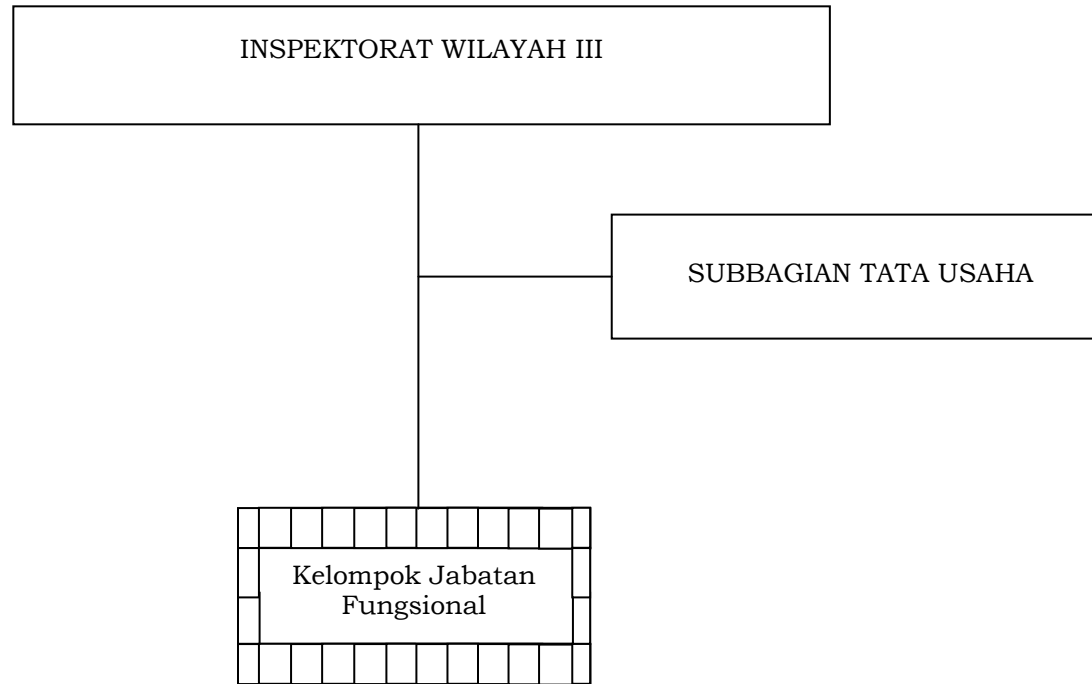 INSPEKTORAT WILAYAH III
SUBBAGIAN TATA USAHA
Kelompok Jabatan
Fungsional